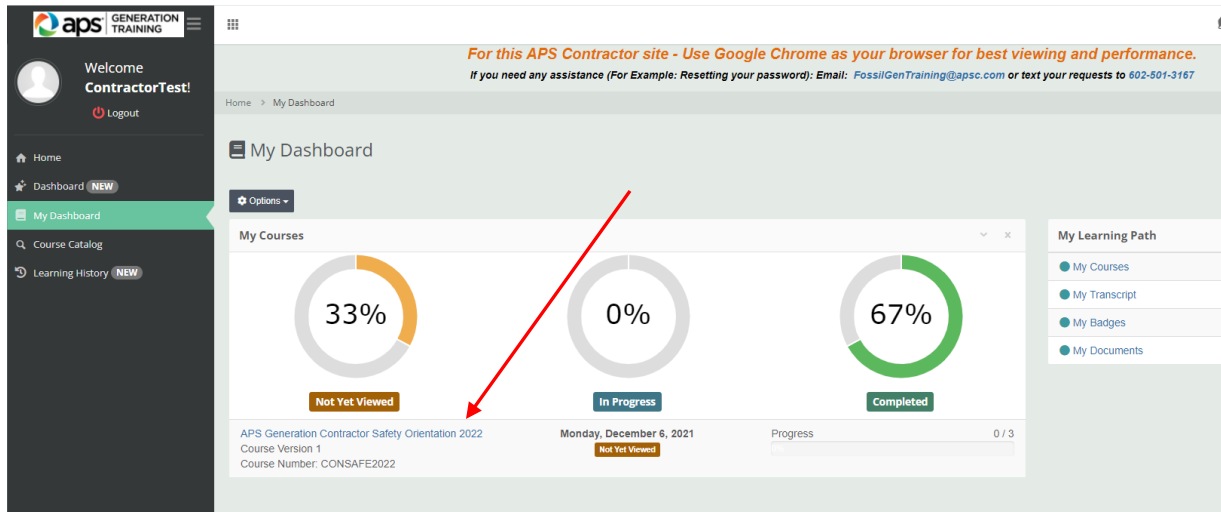 aps GENERATION TRAINING
For this APS Contractor site - Use Google Chrome as your browser for best viewing and performance.
If you need any assistance (For Example: Resetting your password): Email: FossilGenTraining@apsc.com or text your requests to 602-501-3167
Welcome
ContractorTest!
Logout
Home > My Dashboard
Home
Dashboard NEW
My Dashboard
Course Catalog
Learning History NEW
My Dashboard
Options
My Courses
33%
0%
67%
Not Yet Viewed
In Progress
Completed
APS Generation Contractor Safety Orientation 2022
Course Version 1
Course Number: CONSAFE2022
Monday, December 6, 2021
Not Yet Viewed
Progress
0 / 3
My Learning Path
My Courses
My Transcript
My Badges
My Documents